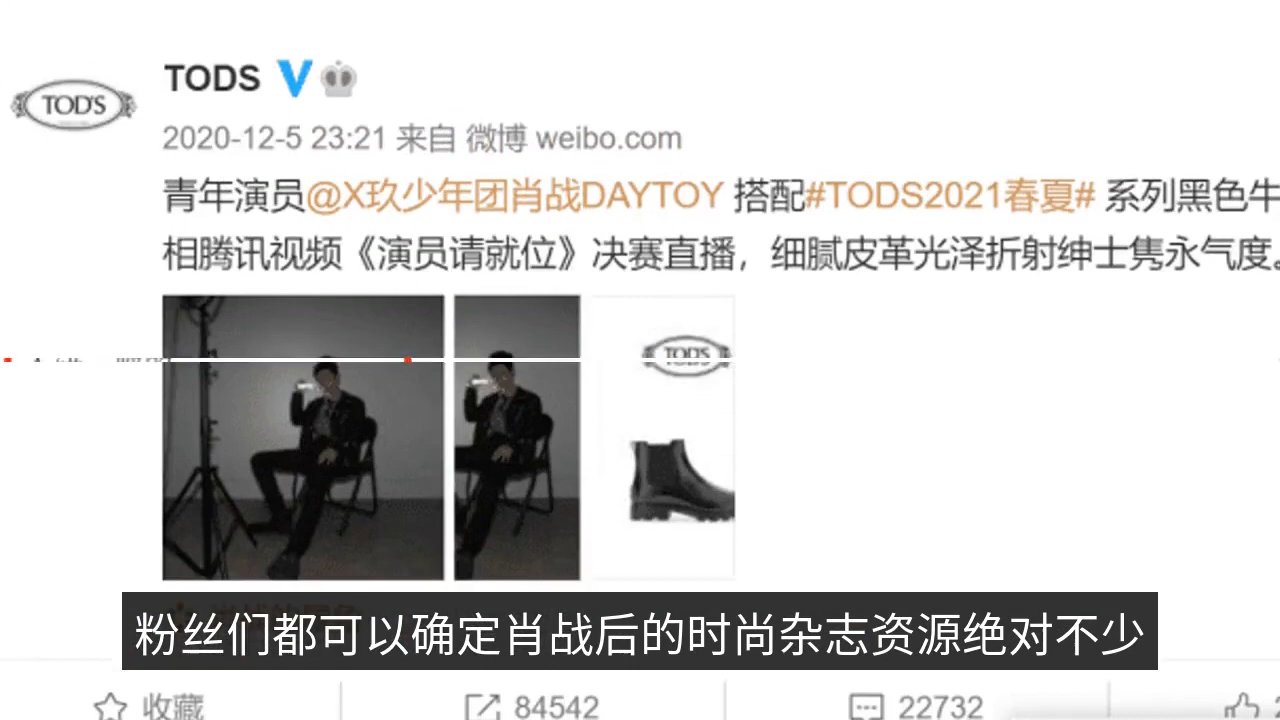 TODS
TOD'S
2020-12-5 23:21 来自 微博 weibo.com
青年演员@X玖少年团肖战DAYTOY 搭配#TODS2021春夏# 系列黑色牛
相腾讯视频《演员请就位》决赛直播，细腻皮革光泽折射绅士隽永气度。
TOD'S
粉丝们都可以确定肖战后的时尚杂志资源绝对不少
收藏
84542
22732